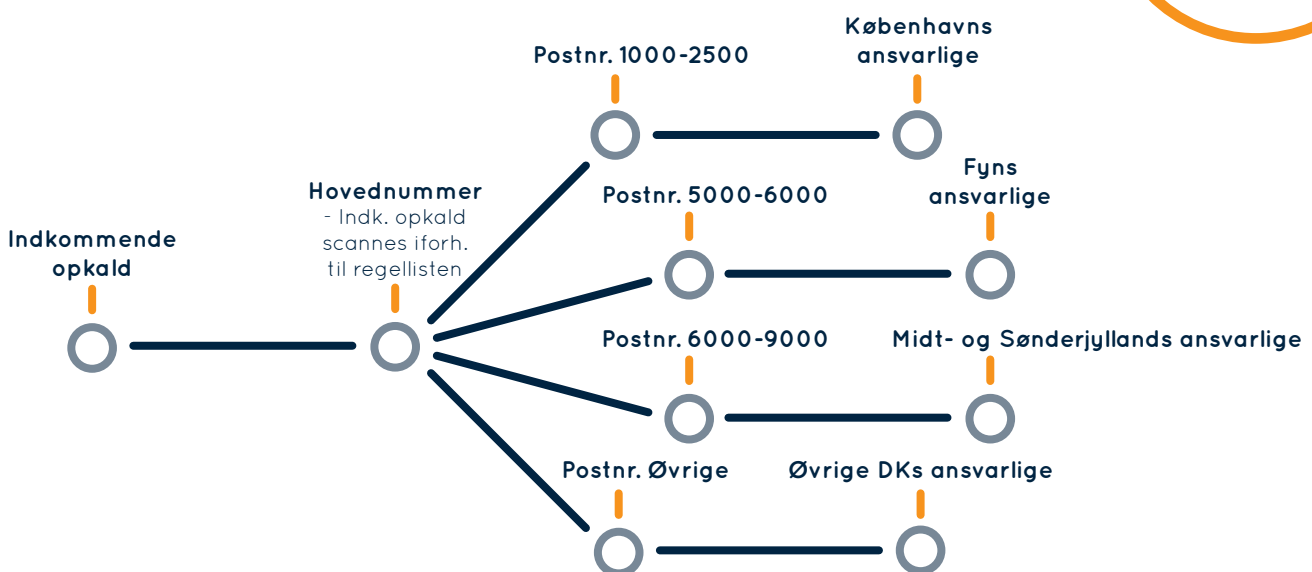 Københavns
ansvarlige
Postnr. 1000-2500
Fyns
ansvarlige
Postnr. 5000-6000
Hovednummer
- Indk. opkald
scannes iforh.
til regellisten
Indkommende
opkald
Postnr. 6000-9000
Midt- og Sønderjyllands ansvarlige
Postnr. Øvrige
Øvrige DKs ansvarlige